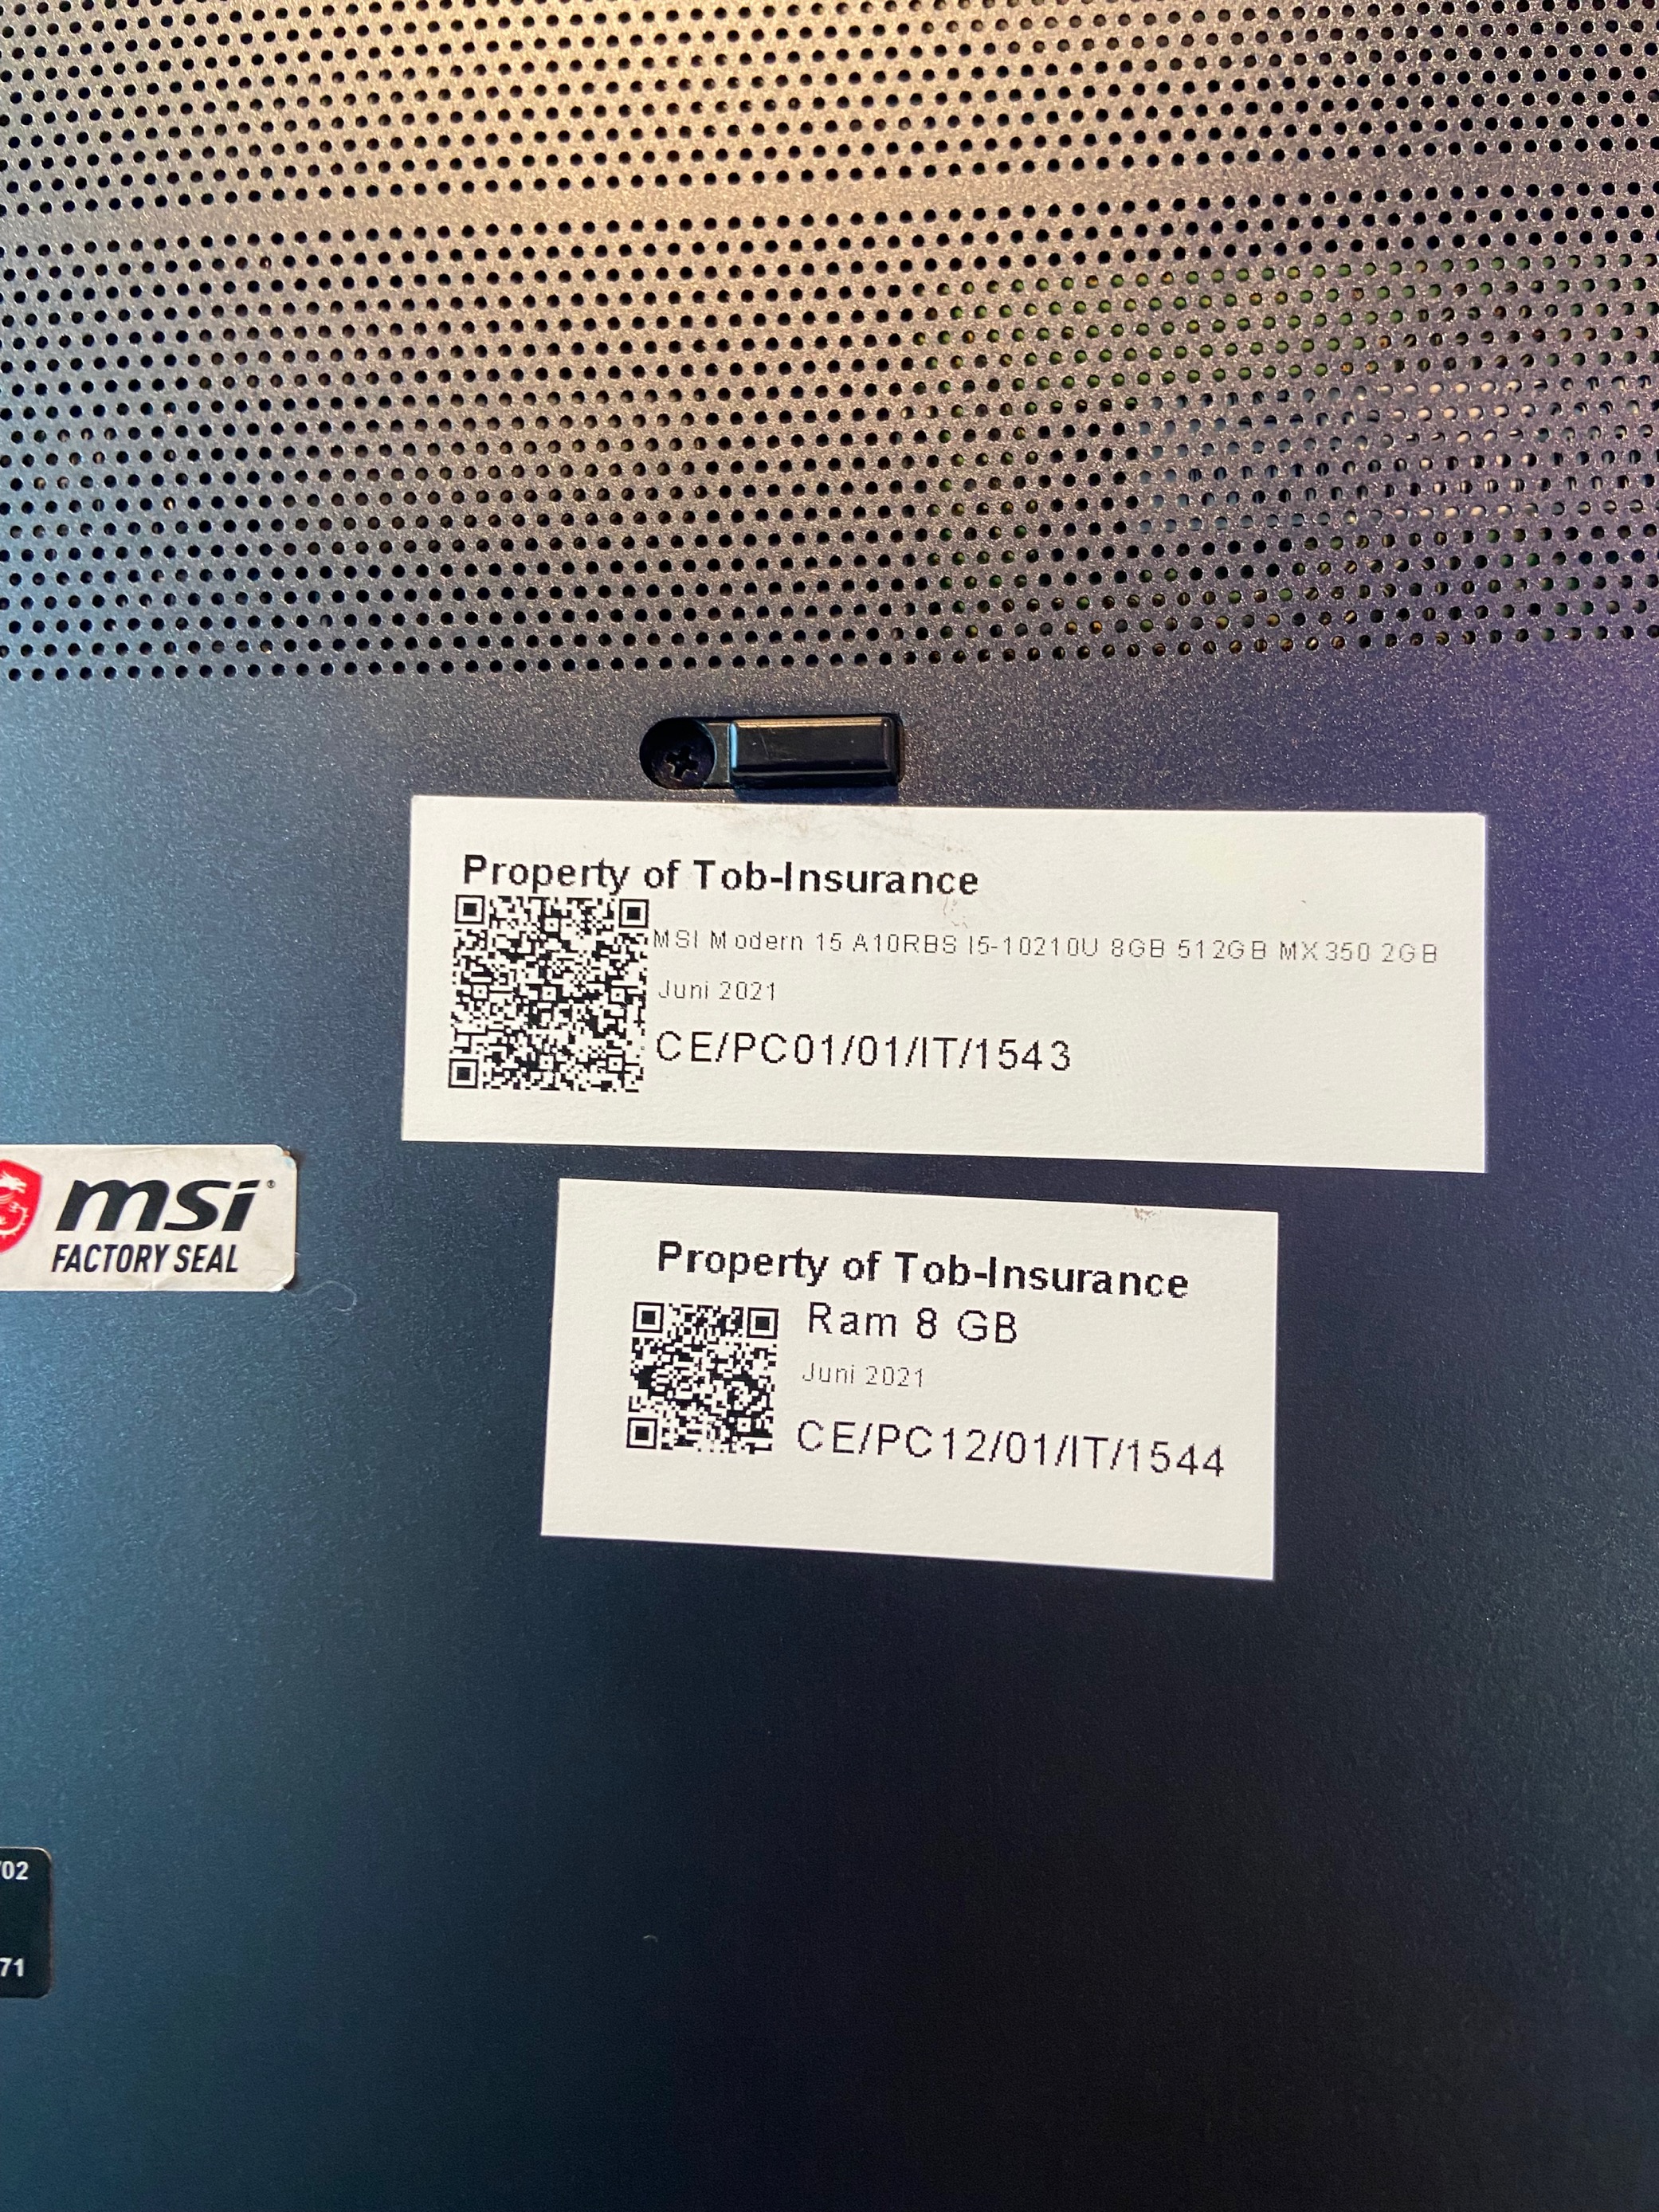 Property of Tob-Insurance
MSI Modern 15 A10RBS I5-10210U 8GB 512GB MX350 2GB
Juni 2021
CE/PC01/01/IT/1543
msi
FACTORY SEAL
Property of Tob-Insurance
Ram 8 GB
Juni 2021
CE/PC12/01/IT/1544
02
71